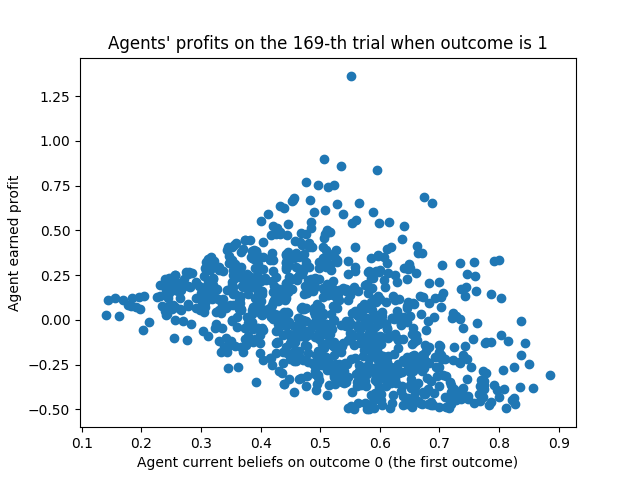 Agents' profits on the 169-th trial when outcome is 1
Agent earned profit
1.25
1.00
0.75
0.50
0.25
0.00
−0.25
−0.50
0.1 0.2 0.3 0.4 0.5 0.6 0.7 0.8 0.9
Agent current beliefs on outcome 0 (the first outcome)